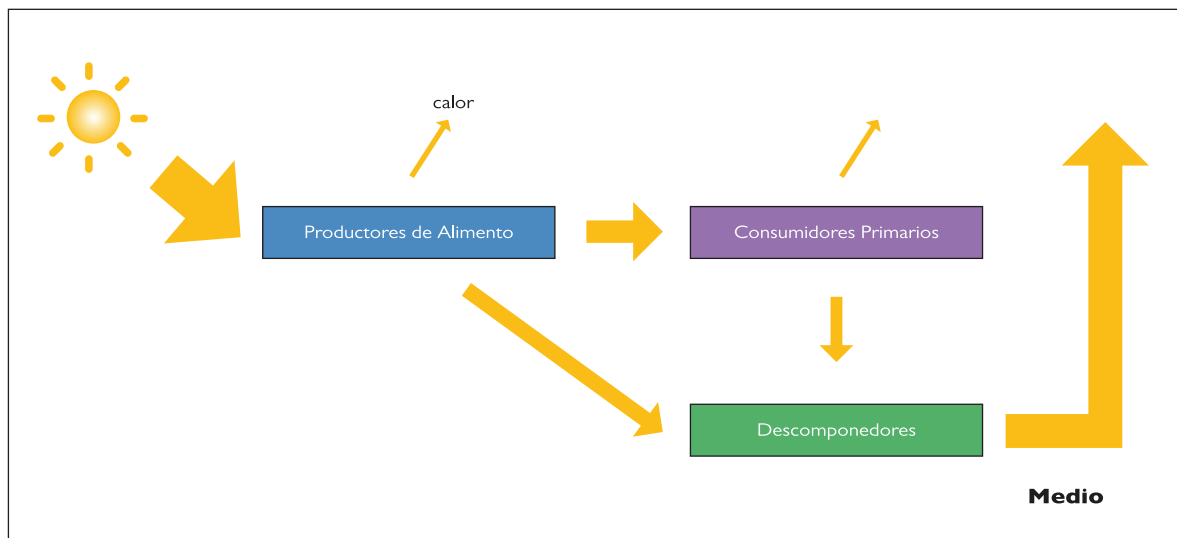 calor
Productores de Alimento
Consumidores Primarios
Descomponedores
Medio